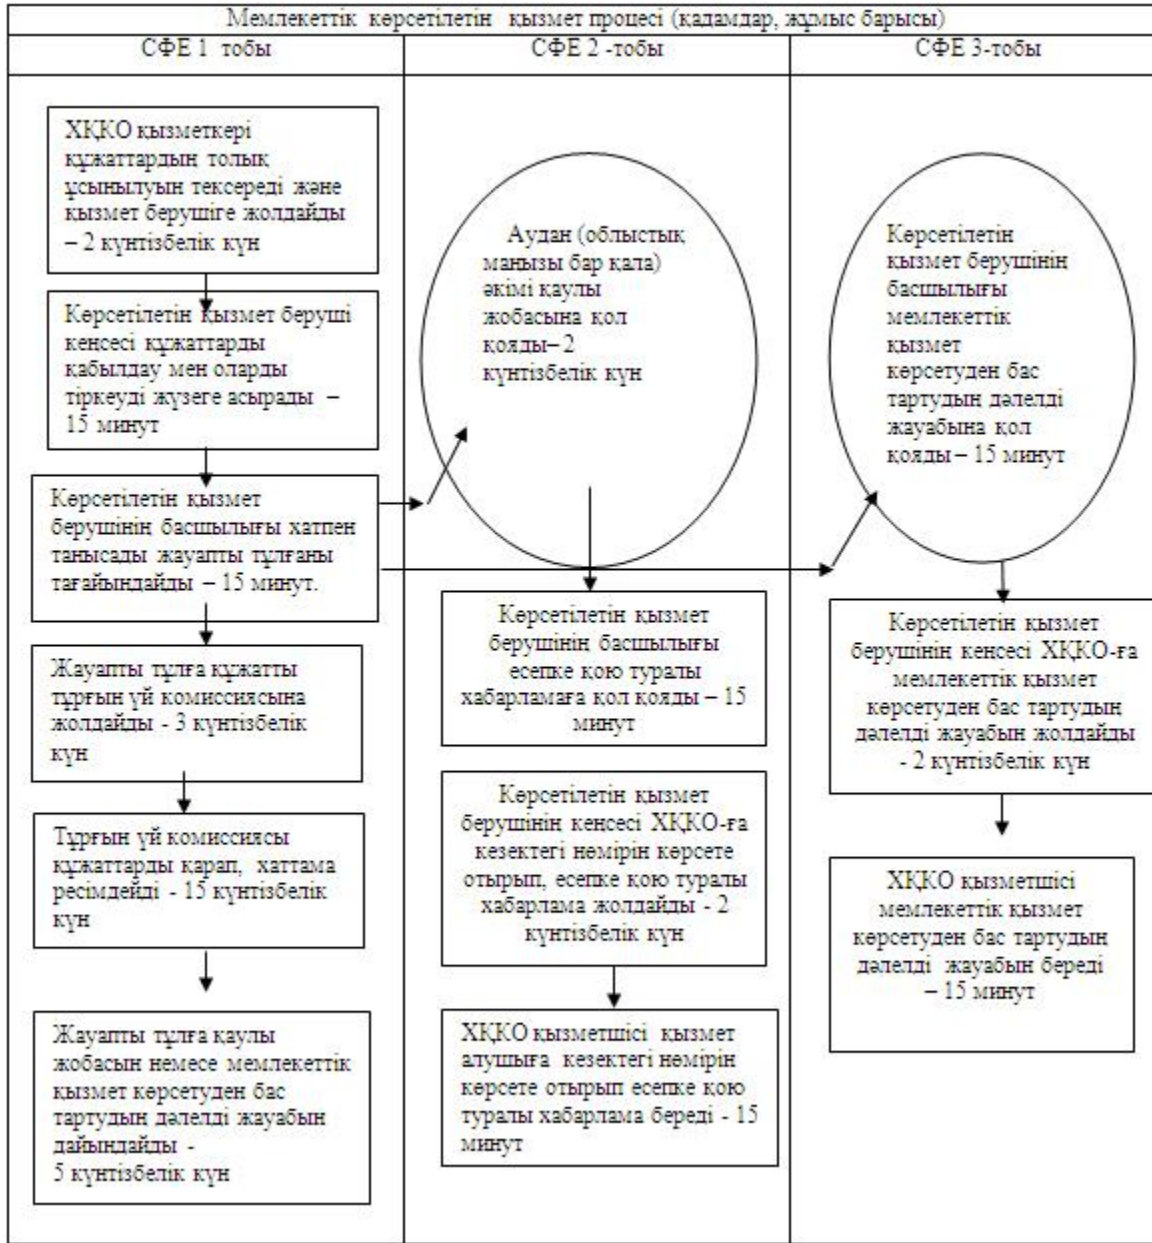 Мемлекеттік көрсетілетін қызмет процесі (қадамдар, жұмыс барысы)
СФЕ 1 тобы
СФЕ 2 -тобы
СФЕ 3-тобы
ХҚКО қызметкері
құжаттардын толық
ұсынылуын тексереді және
қызмет берушіге жолдайды
– 2 күнтізбелік күн
Көрсетілетін қызмет беруші
кеңсесі құжаттарды
қабылдау мен оларды
тіркеуді жүзеге асырады –
15 минут
Көрсетілетін қызмет
берушінің басшылығы хатпен
танысады жауапты тұлғаны
тағайындайды – 15 минут.
Жауапты тұлға құжатты
тұрғын үй комиссиясына
жолдайды - 3 күнтізбелік
күн
Тұрғын үй комиссиясы
құжаттарды қарап, хаттама
ресімдейді - 15 күнтізбелік
күн
Жауапты тұлға қаулы
жобасын немесе мемлекеттік
қызмет көрсетуден бас
тартудын дәлелді жауабын
дайындайды -
5 күнтізбелік күн
Аудан (облыстық
маңызы бар қала)
әкімі қаулы
жобасына қол
қояды– 2
күнтізбелік күн
Көрсетілетін қызмет
берушінің басшылығы
есепке қою туралы
хабарламаға қол қояды – 15
минут
Көрсетілетін қызмет
берушінің кеңсесі ХҚКО-ға
кезектегі нөмірін көрсете
отырып, есепке қою туралы
хабарлама жолдайды - 2
күнтізбелік күн
ХҚКО қызметшісі қызмет
алушыға кезектегі нөмірін
көрсете отырып есепке қою
туралы хабарлама береді - 15
минут
Көрсетілетін
қызмет берушінің
басшылығы
мемлекеттік
қызмет
көрсетуден бас
тартудың дәлелді
жауабына қол
қояды – 15 минут
Көрсетілетін қызмет
берушінің кеңсесі ХҚКО-ға
мемлекеттік қызмет
көрсетуден бас тартудың
дәлелді жауабын жолдайды
- 2 күнтізбелік күн
ХҚКО қызметшісі
мемлекеттік қызмет
көрсетуден бас тартудың
дәлелді жауабын береді
– 15 минут